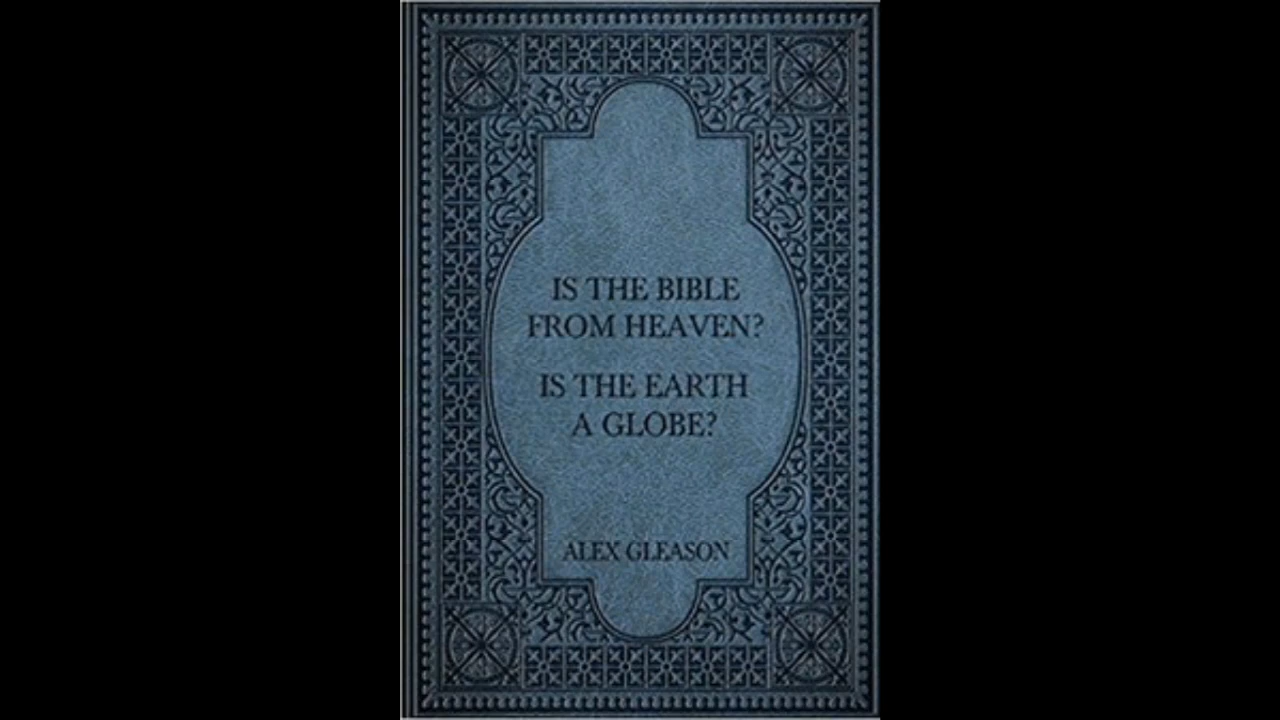 IS THE BIBLE
FROM HEAVEN?
IS THE EARTH
A GLOBE?
ALEX GLEASON